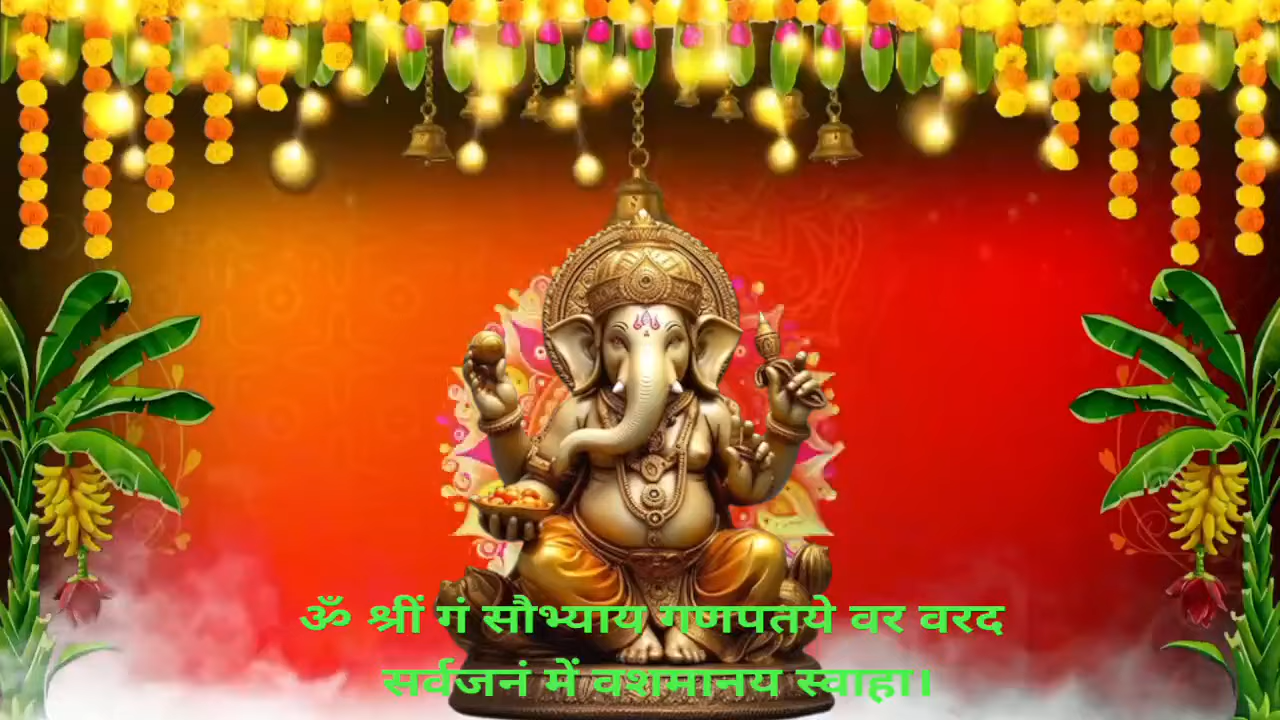 ॐ श्रीं गं सौभ्याय गणपतये वर वरद
सर्वजनं में वशमानय स्वाहा।